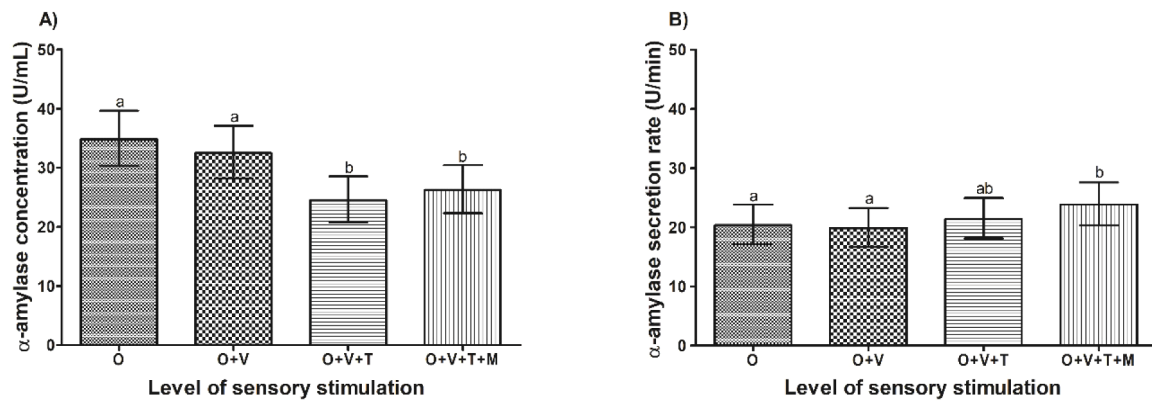 A)
α-amylase concentration (U/mL)
50
40
30
20
10
0
a
a
b
b
O
O+V
O+V+T
O+V+T+M
Level of sensory stimulation
B)
α-amylase secretion rate (U/min)
50
40
30
20
10
0
a
a
ab
b
O
O+V
O+V+T
O+V+T+M
Level of sensory stimulation